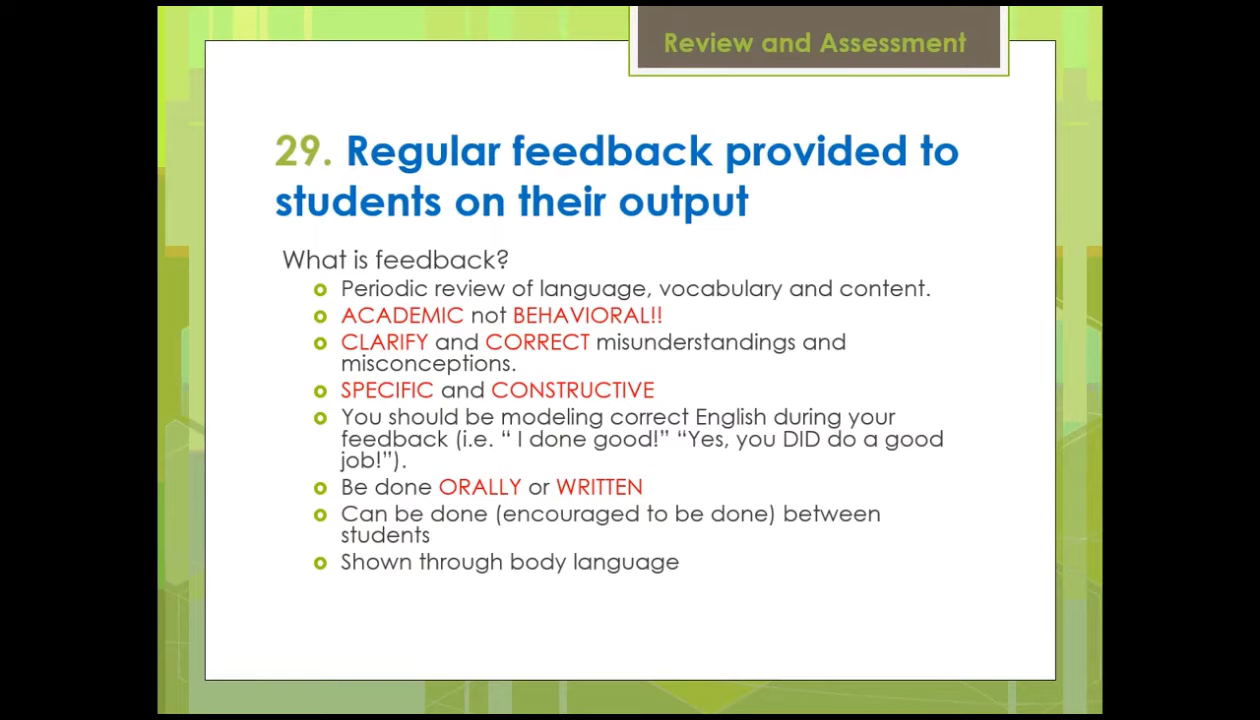 Review and Assessment
29. Regular feedback provided to
students on their output
What is feedback?
Periodic review of language, vocabulary and content.
ACADEMIC not BEHAVIORAL!!
CLARIFY and CORRECT misunderstandings and
misconceptions.
SPECIFIC and CONSTRUCTIVE
You should be modeling correct English during your
feedback (i.e. “ I done good!” “Yes, you DID do a good
job!”).
Be done ORALLY or WRITTEN
Can be done (encouraged to be done) between
students
Shown through body language